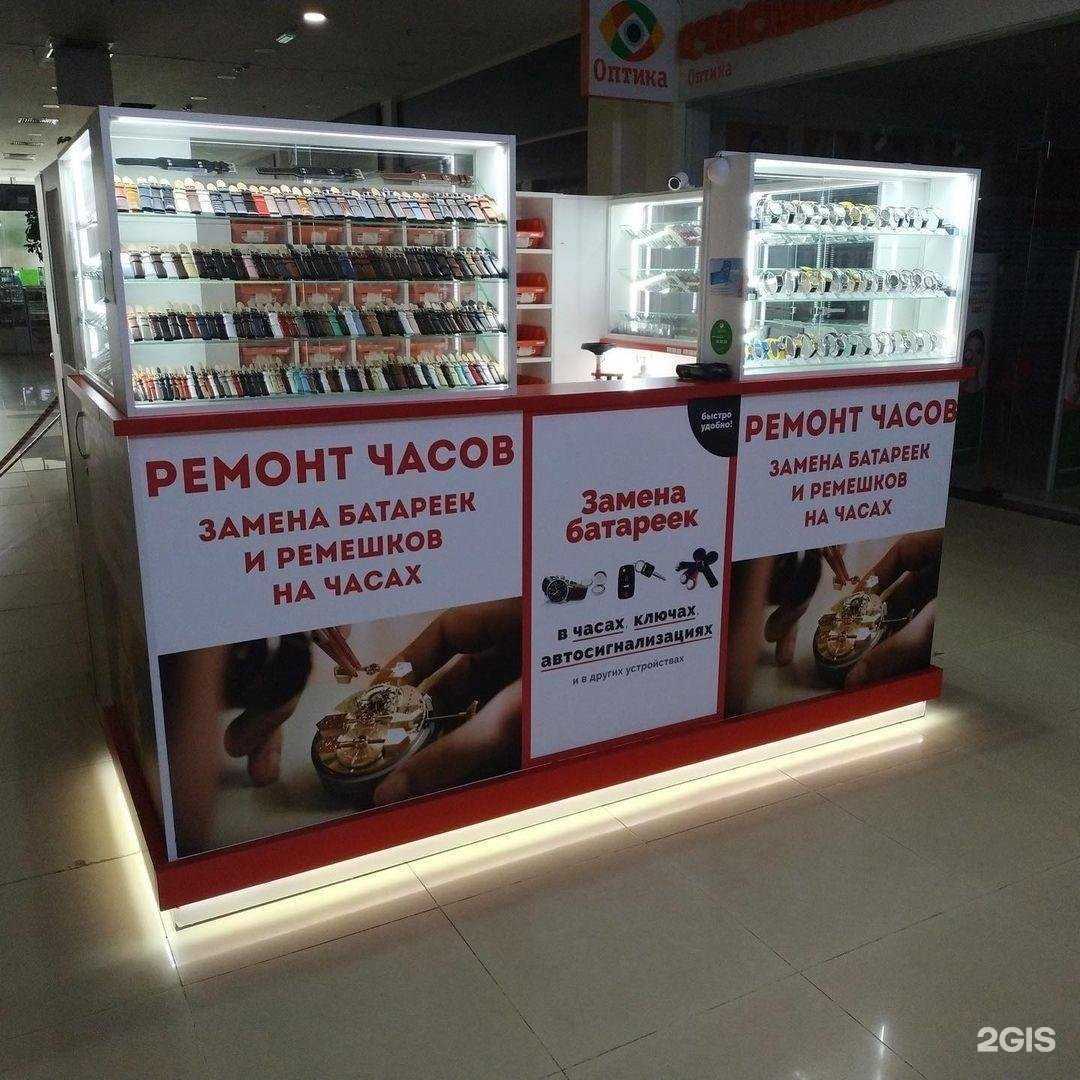 Оптика
Оптика
РЕМОНТ ЧАСОВ
ЗАМЕНА БАТАРЕЕК
И РЕМЕШКОВ
НА ЧАСАХ
быстро
удобно!
Замена
батареек
в часах, ключах,
автосигнализациях
и в других устройствах
РЕМОНТ ЧАСОВ
ЗАМЕНА БАТАРЕЕК
И РЕМЕШКОВ
НА ЧАСАХ
2GIS